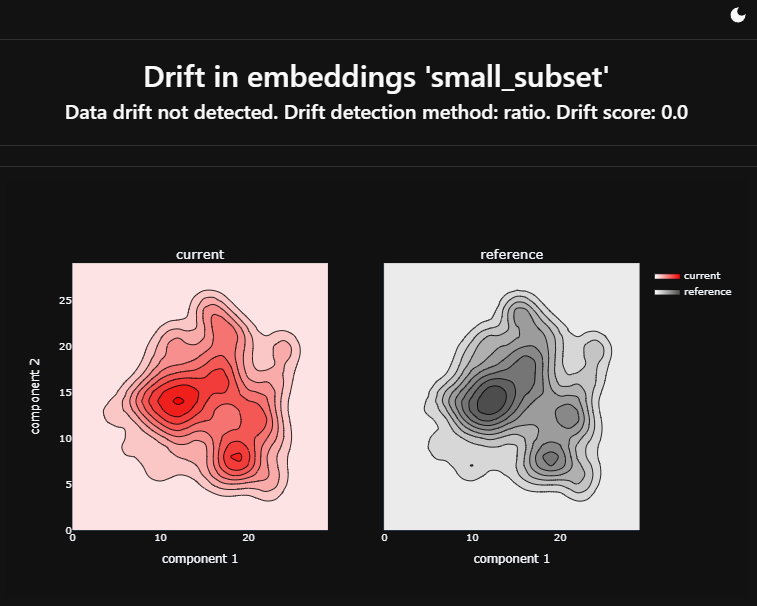 Drift in embeddings 'small_subset'
Data drift not detected. Drift detection method: ratio. Drift score: 0.0
current
reference
current
reference
component 2
25
20
15
10
5
0
0 10 20
0 10 20
component 1
component 1